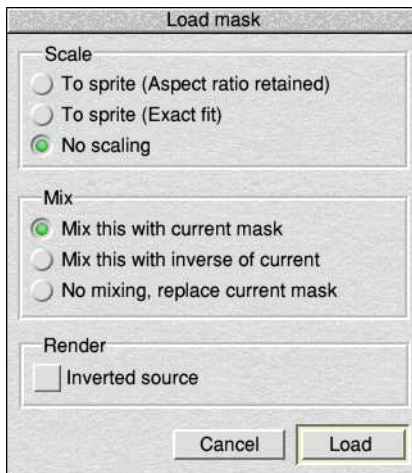 Load mask
Scale
To sprite (Aspect ratio retained)
To sprite (Exact fit)
No scaling
Mix
Mix this with current mask
Mix this with inverse of current
No mixing, replace current mask
Render
Inverted source
Cancel
Load